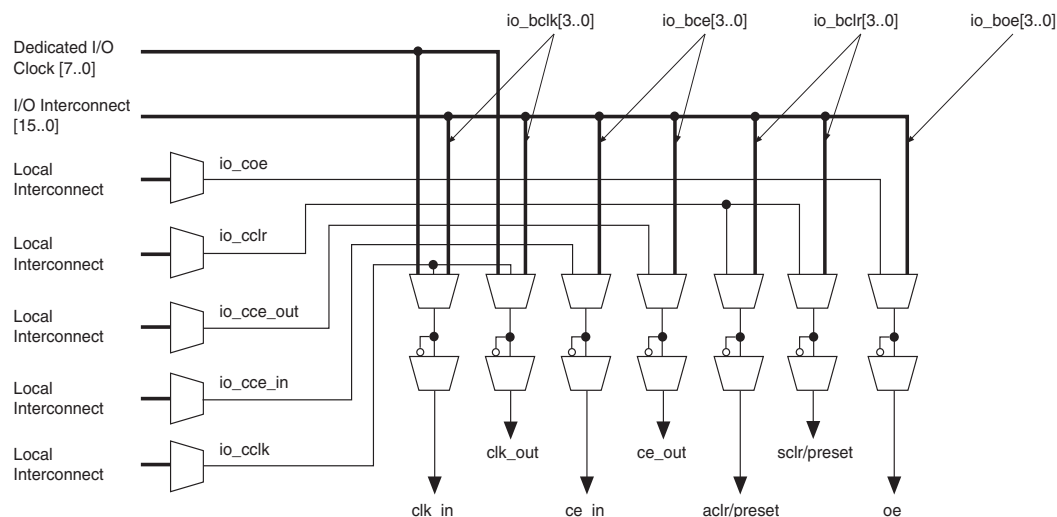 io_bclk[3..0]
io_bce[3..0]
io_bclr[3..0]
io_boe[3..0]
Dedicated I/O
Clock [7..0]
I/O Interconnect
[15..0]
Local
Interconnect
io_coe
Local
Interconnect
io_cclr
Local
Interconnect
io_cce_out
Local
Interconnect
io_cce_in
Local
Interconnect
io_cclk
clk_out
ce_out
sclr/preset
clk_in
ce_in
aclr/preset
oe